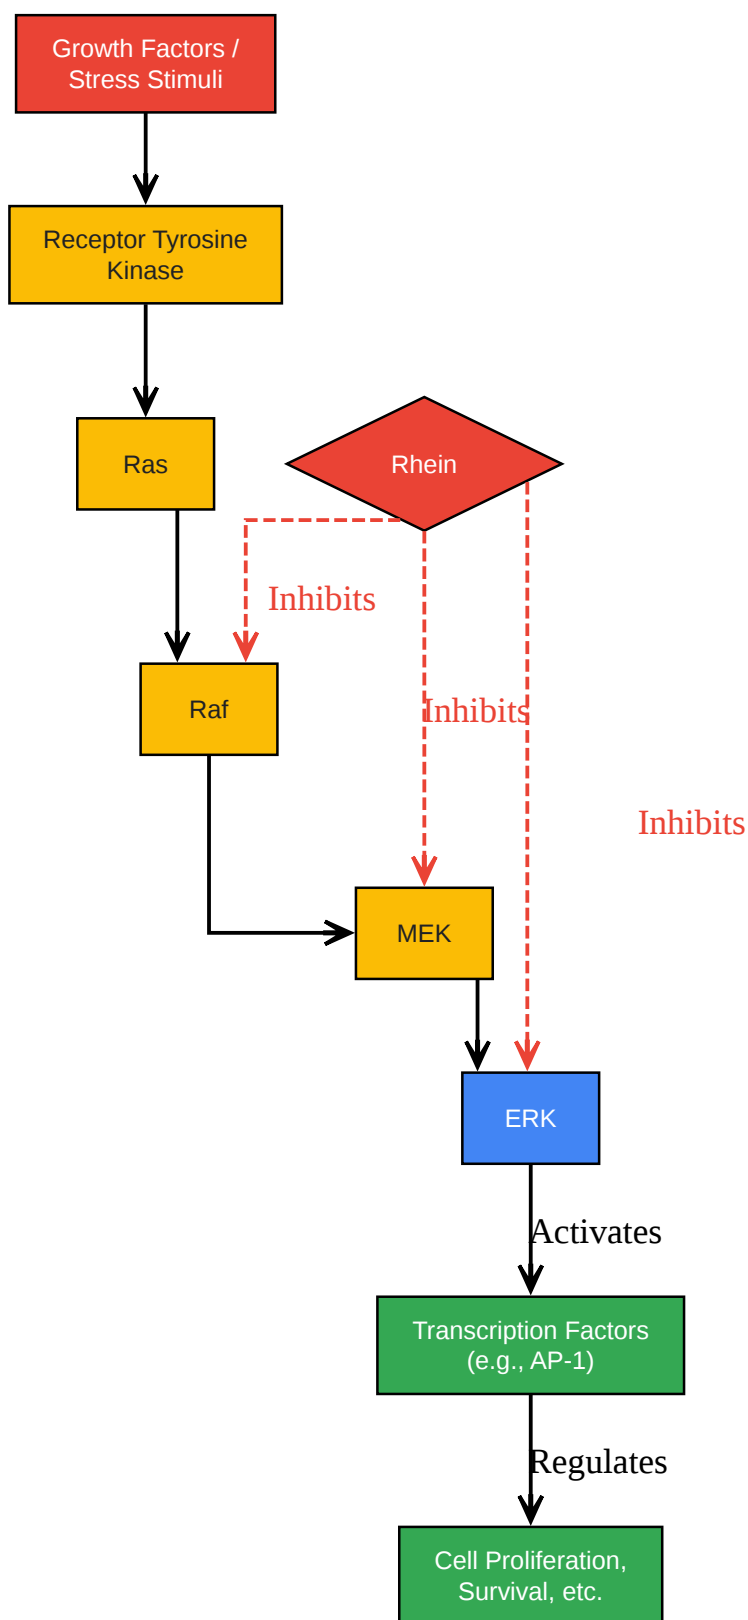 Growth Factors /
Stress Stimuli
Receptor Tyrosine
Kinase
Ras
Rhein
Inhibits
Raf
Inhibits
Inhibits
MEK
ERK
Activates
Transcription Factors
(e.g., AP-1)
Regulates
Cell Proliferation,
Survival, etc.